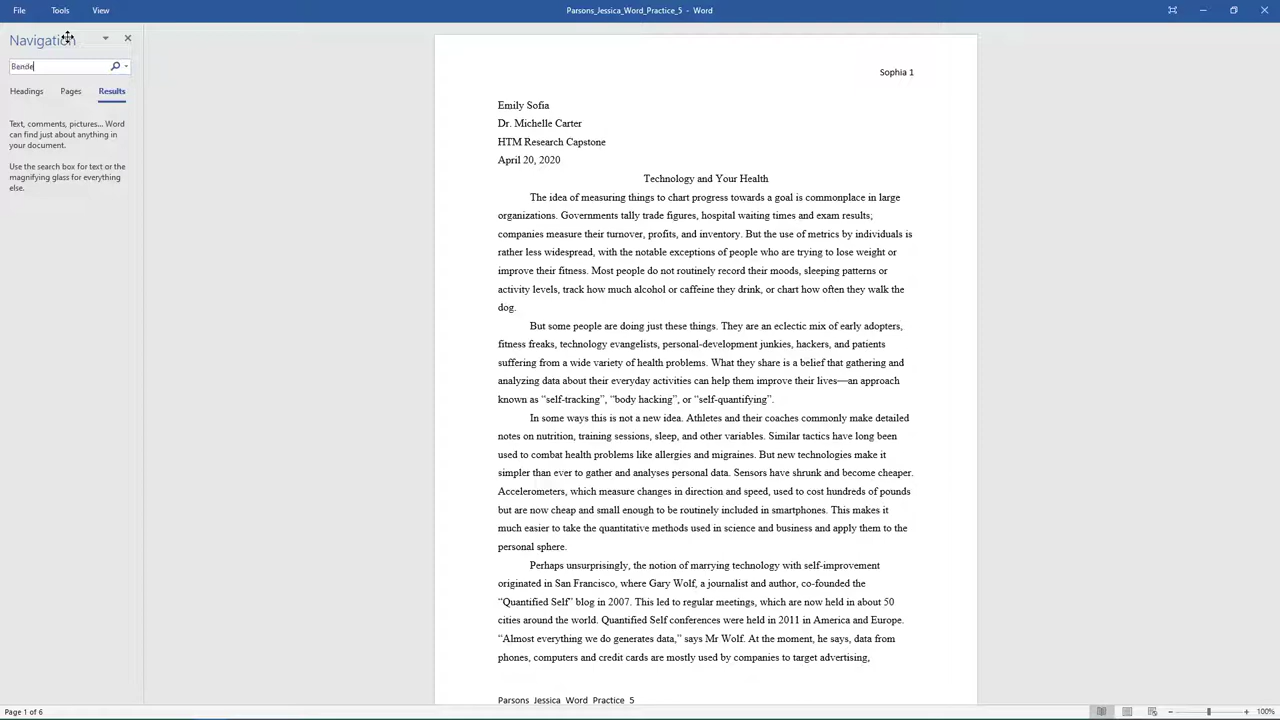 File Tools View Parsons_Jessica_Word_Practice_5 - Word
Navigation
Bende
Headings Pages Results
Text, comments, pictures... Word
can find just about anything in
your document.
Use the search box for text or the
magnifying glass for everything
else.
Sophia 1
Emily Sofia
Dr. Michelle Carter
HTM Research Capstone
April 20, 2020
Technology and Your Health
The idea of measuring things to chart progress towards a goal is commonplace in large
organizations. Governments tally trade figures, hospital waiting times and exam results;
companies measure their turnover, profits, and inventory. But the use of metrics by individuals is
rather less widespread, with the notable exceptions of people who are trying to lose weight or
improve their fitness. Most people do not routinely record their moods, sleeping patterns or
activity levels, track how much alcohol or caffeine they drink, or chart how often they walk the
dog.
But some people are doing just these things. They are an eclectic mix of early adopters,
fitness freaks, technology evangelists, personal-development junkies, hackers, and patients
suffering from a wide variety of health problems. What they share is a belief that gathering and
analyzing data about their everyday activities can help them improve their lives—an approach
known as “self-tracking”, “body hacking”, or “self-quantifying”.
In some ways this is not a new idea. Athletes and their coaches commonly make detailed
notes on nutrition, training sessions, sleep, and other variables. Similar tactics have long been
used to combat health problems like allergies and migraines. But new technologies make it
simpler than ever to gather and analyses personal data. Sensors have shrunk and become cheaper.
Accelerometers, which measure changes in direction and speed, used to cost hundreds of pounds
but are now cheap and small enough to be routinely included in smartphones. This makes it
much easier to take the quantitative methods used in science and business and apply them to the
personal sphere.
Perhaps unsurprisingly, the notion of marrying technology with self-improvement
originated in San Francisco, where Gary Wolf, a journalist and author, co-founded the
“Quantified Self” blog in 2007. This led to regular meetings, which are now held in about 50
cities around the world. Quantified Self conferences were held in 2011 in America and Europe.
“Almost everything we do generates data,” says Mr Wolf. At the moment, he says, data from
phones, computers and credit cards are mostly used by companies to target advertising,
Parsons_Jessica_Word_Practice_5
Page 1 of 6 100%